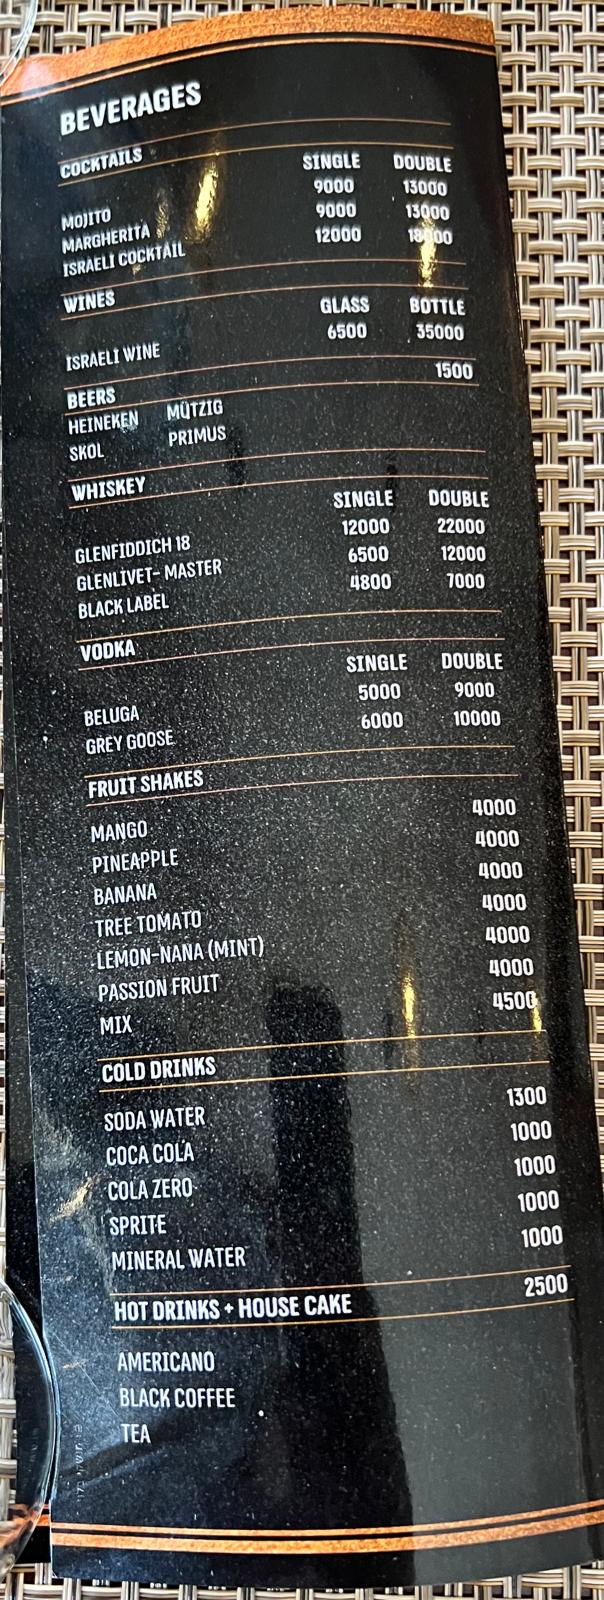 BEVERAGES
COCKTAILS SINGLE DOUBLE
MOJITO 9000 13000
MARGHERITA 9000 13000
ISRAELI COCKTAIL 12000 18000
WINES GLASS BOTTLE
ISRAELI WINE 6500 35000
BEERS 1500
HEINEKEN MÜTZIG
SKOL PRIMUS
WHISKEY SINGLE DOUBLE
GLENFIDDICH 18 12000 22000
GLENLIVET- MASTER 6500 12000
BLACK LABEL 4800 7000
VODKA SINGLE DOUBLE
BELUGA 5000 9000
GREY GOOSE 6000 10000
FRUIT SHAKES
MANGO 4000
PINEAPPLE 4000
BANANA 4000
TREE TOMATO 4000
LEMON-NANA (MINT) 4000
PASSION FRUIT 4000
MIX 4500
COLD DRINKS
SODA WATER 1300
COCA COLA 1000
COLA ZERO 1000
SPRITE 1000
MINERAL WATER 1000
HOT DRINKS + HOUSE CAKE 2500
AMERICANO
BLACK COFFEE
TEA